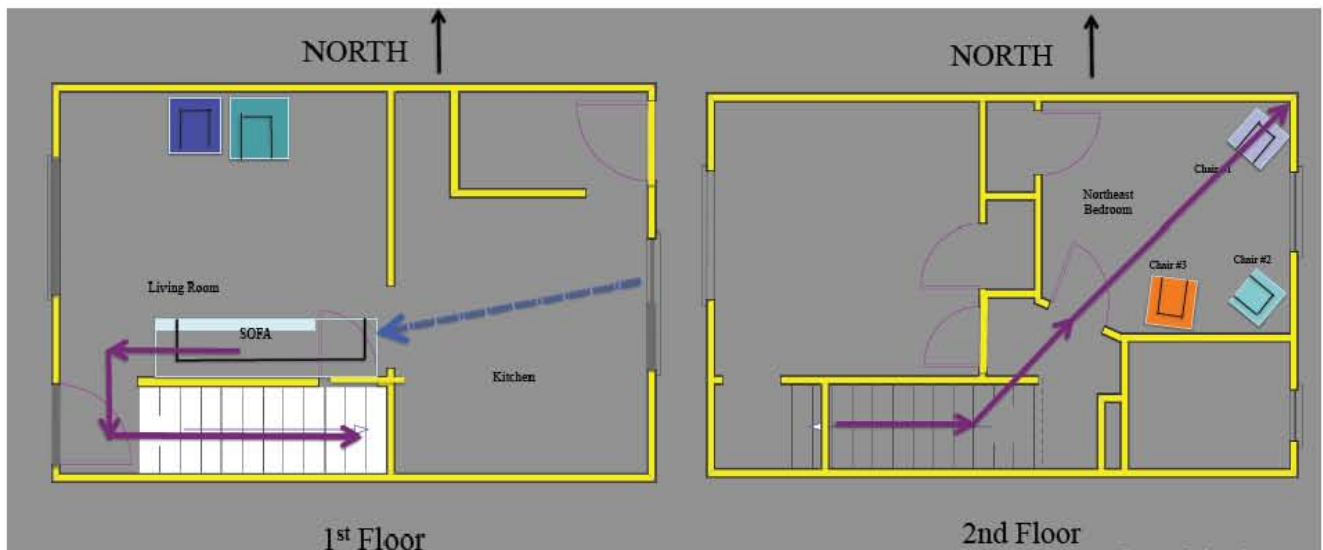 NORTH
NORTH
Living Room
SOFA
Kitchen
1st Floor
Northeast
Bedroom
Chair #3
Chair #2
2nd Floor